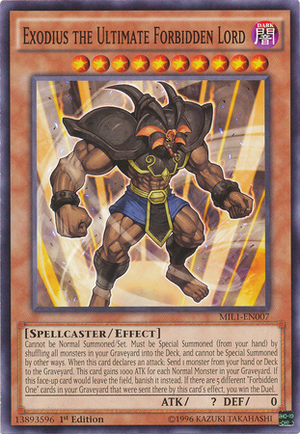 Exodius the Ultimate Forbidden Lord
DARK
闇
MIL1-EN007
[SPELLCASTER / EFFECT]
Cannot be Normal Summoned/Set. Must be Special Summoned (from your hand) by
shuffling all monsters in your Graveyard into the Deck, and cannot be Special Summoned
by other ways. When this card declares an attack: Send 1 monster from your hand or Deck
to the Graveyard. This card gains 1000 ATK for each Normal Monster in your Graveyard. If
this face-up card would leave the field, banish it instead. If there are 5 different "Forbidden
One" cards in your Graveyard that were sent there by this card's effect, you win the Duel.
ATK/ ? DEF/ 0
13893596 1st Edition ©1996 KAZUKI TAKAHASHI